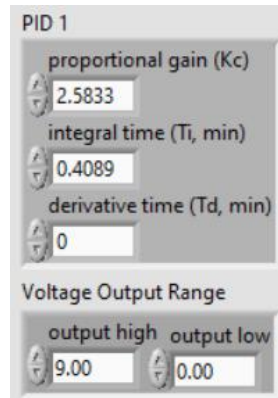 PID 1
proportional gain (Kc)
2.5833
integral time (Ti, min)
0.4089
derivative time (Td, min)
0
Voltage Output Range
output high output low
9.00 0.00